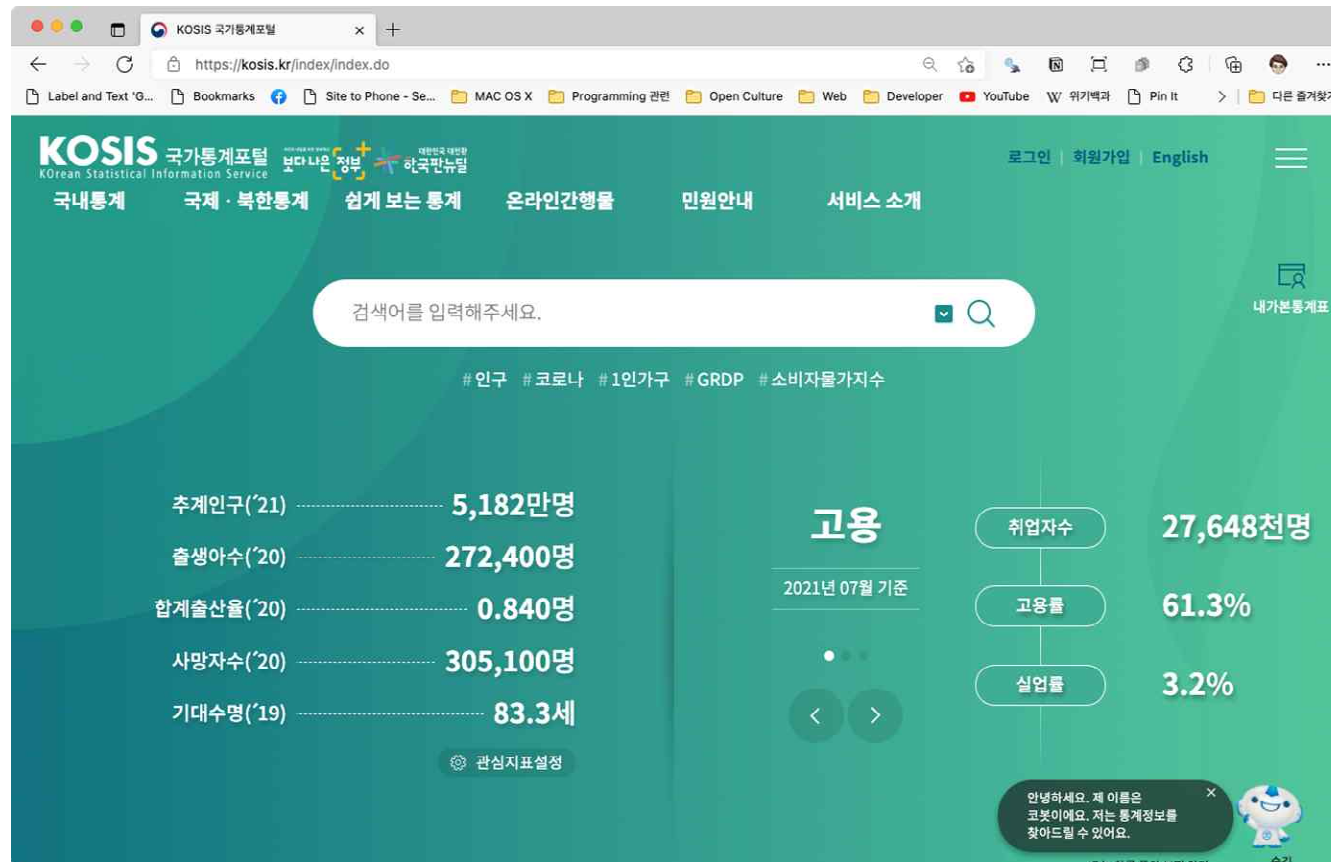 KOSIS 국가통계포털
https://kosis.kr/index/index.do
Label and Text 'G... Bookmarks Site to Phone - Se... MAC OS X Programming 관련 Open Culture Web Developer YouTube 위키백과 Pin It 다른 즐겨찾기
KOSIS 국가통계포털 보다나은 정부 대한민국 대전환 한국판뉴딜
KOrean Statistical Information Service
로그인 회원가입 English
국내통계 국제 · 북한통계 쉽게 보는 통계 온라인간행물 민원안내 서비스 소개
내가본통계표
검색어를 입력해주세요.
#인구 #코로나 #1인가구 #GRDP #소비자물가지수
추계인구(´21) 5,182만명
출생아수(´20) 272,400명
합계출산율(´20) 0.840명
사망자수(´20) 305,100명
기대수명(´19) 83.3세
관심지표설정
고용
2021년 07월 기준
취업자수 27,648천명
고용률 61.3%
실업률 3.2%
안녕하세요. 제 이름은
코봇이에요. 저는 통계정보를
찾아드릴 수 있어요.